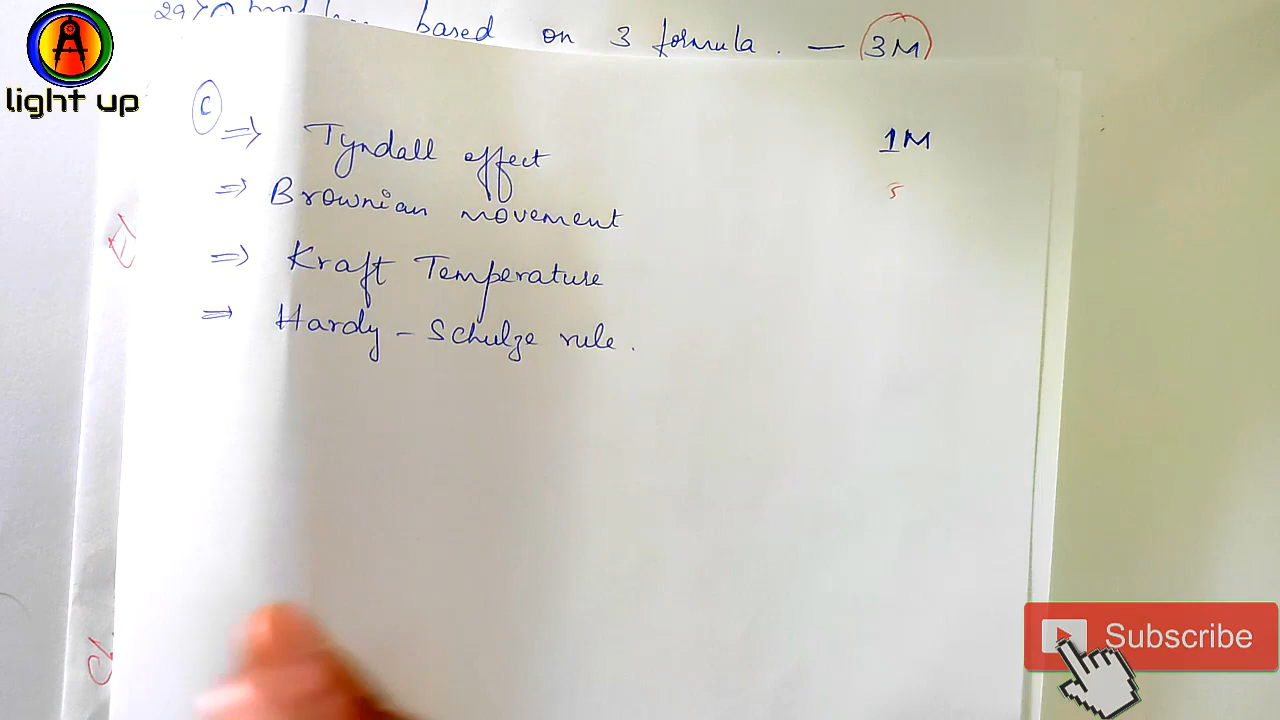 based on 3 formula. — 3M
light up
C
⇒ Tyndall effect 1M
⇒ Brownian movement
⇒ Kraft Temperature
⇒ Hardy - Schulze rule.
Subscribe